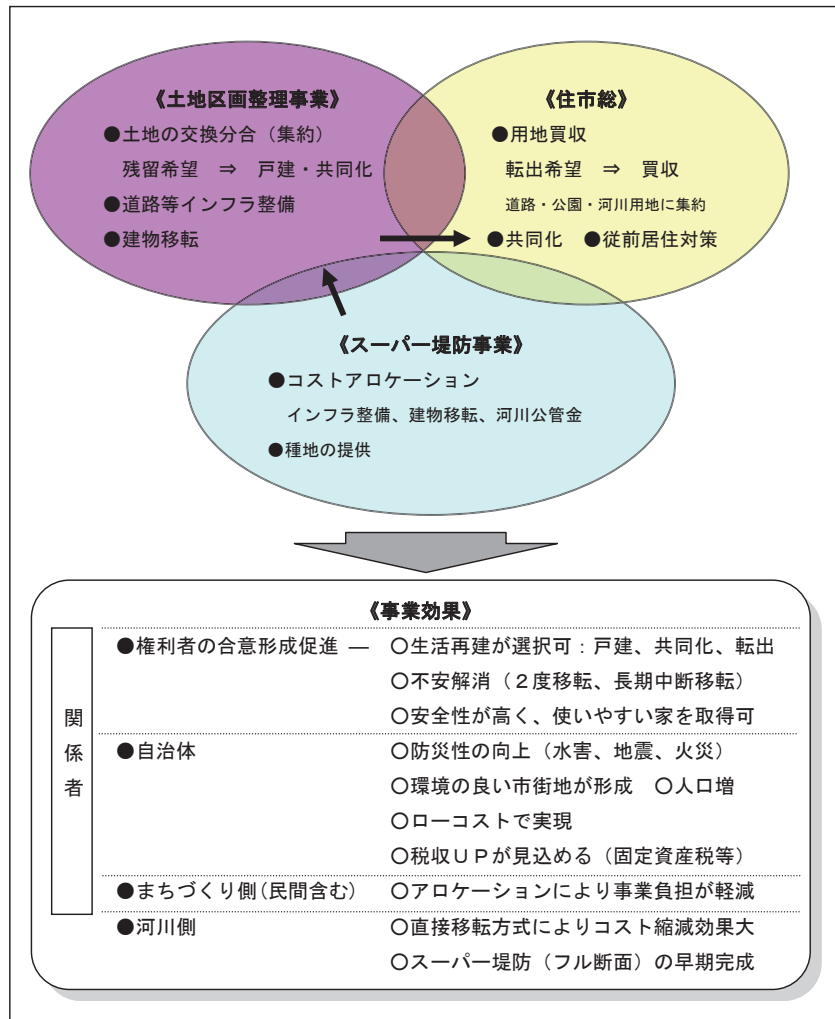 《土地区画整理事業》
●土地の交換分合（集約）
残留希望　⇒　戸建・共同化
●道路等インフラ整備
●建物移転
《住市総》
●用地買収
転出希望　⇒　買収
道路・公園・河川用地に集約
●共同化　●従前居住対策
《スーパー堤防事業》
●コストアロケーション
インフラ整備、建物移転、河川公管金
●種地の提供
《事業効果》
関係者
●権利者の合意形成促進 ― 〇生活再建が選択可：戸建、共同化、転出
〇不安解消（２度移転、長期中断移転）
〇安全性が高く、使いやすい家を取得可
●自治体　〇防災性の向上（水害、地震、火災）
〇環境の良い市街地が形成　〇人口増
〇ローコストで実現
〇税収ＵＰが見込める（固定資産税等）
●まちづくり側(民間含む)　〇アロケーションにより事業負担が軽減
●河川側　〇直接移転方式によりコスト縮減効果大
〇スーパー堤防（フル断面）の早期完成